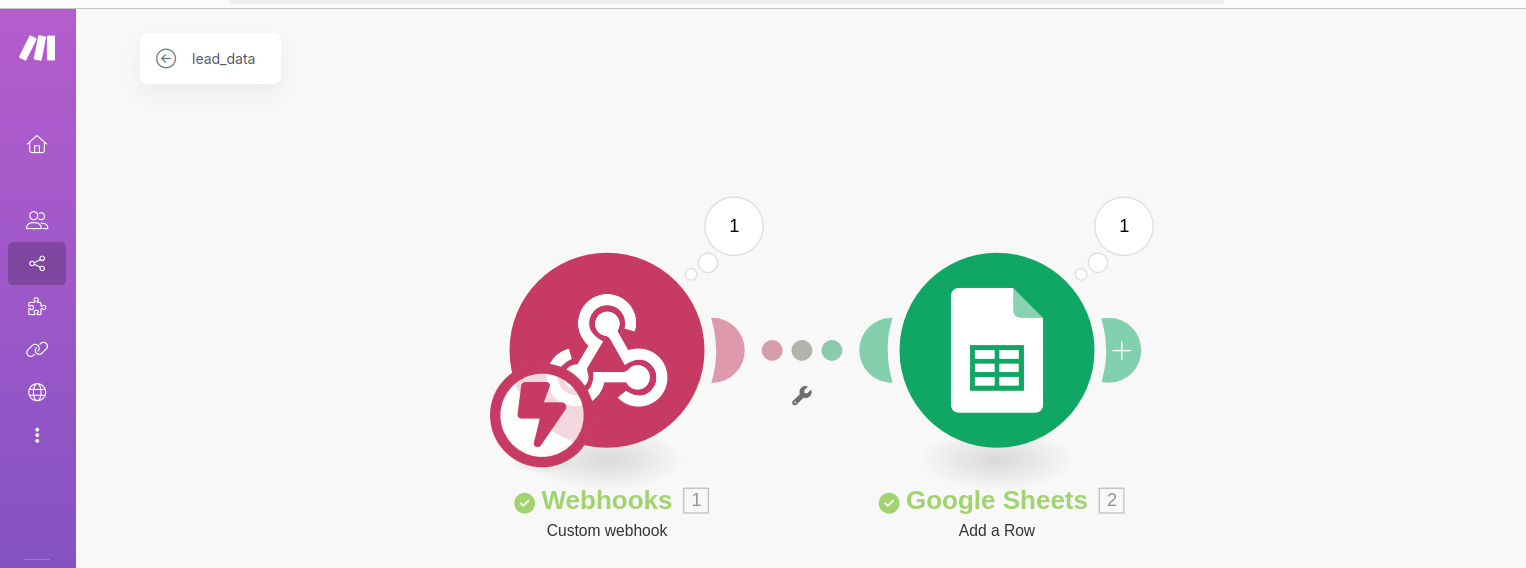 lead_data
1
1
Webhooks 1
Custom webhook
Google Sheets 2
Add a Row